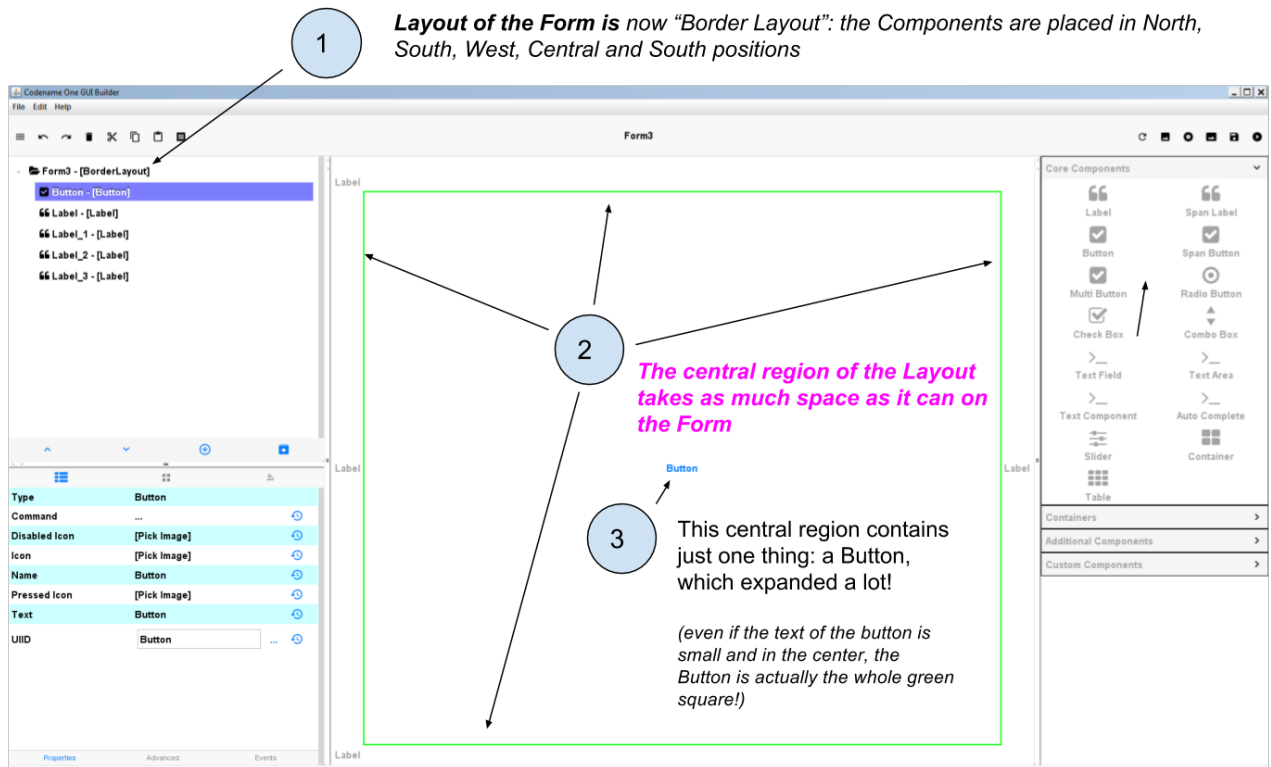 1
Layout of the Form is now “Border Layout”: the Components are placed in North,
South, West, Central and South positions
Codename One GUI Builder
File Edit Help
Form3
Form3 - [BorderLayout]
Button - [Button]
Label - [Label]
Label_1 - [Label]
Label_2 - [Label]
Label_3 - [Label]
Type Button
Command ...
Disabled Icon [Pick Image]
Icon [Pick Image]
Name Button
Pressed Icon [Pick Image]
Text Button
UIID Button ...
Properties Advanced Events
Label
2
The central region of the Layout
takes as much space as it can on
the Form
Label
Button
Label
3
This central region contains
just one thing: a Button,
which expanded a lot!
(even if the text of the button is
small and in the center, the
Button is actually the whole green
square!)
Label
Core Components
Label Span Label
Button Span Button
Multi Button Radio Button
Check Box Combo Box
Text Field Text Area
Text Component Auto Complete
Slider Container
Table
Containers
Additional Components
Custom Components